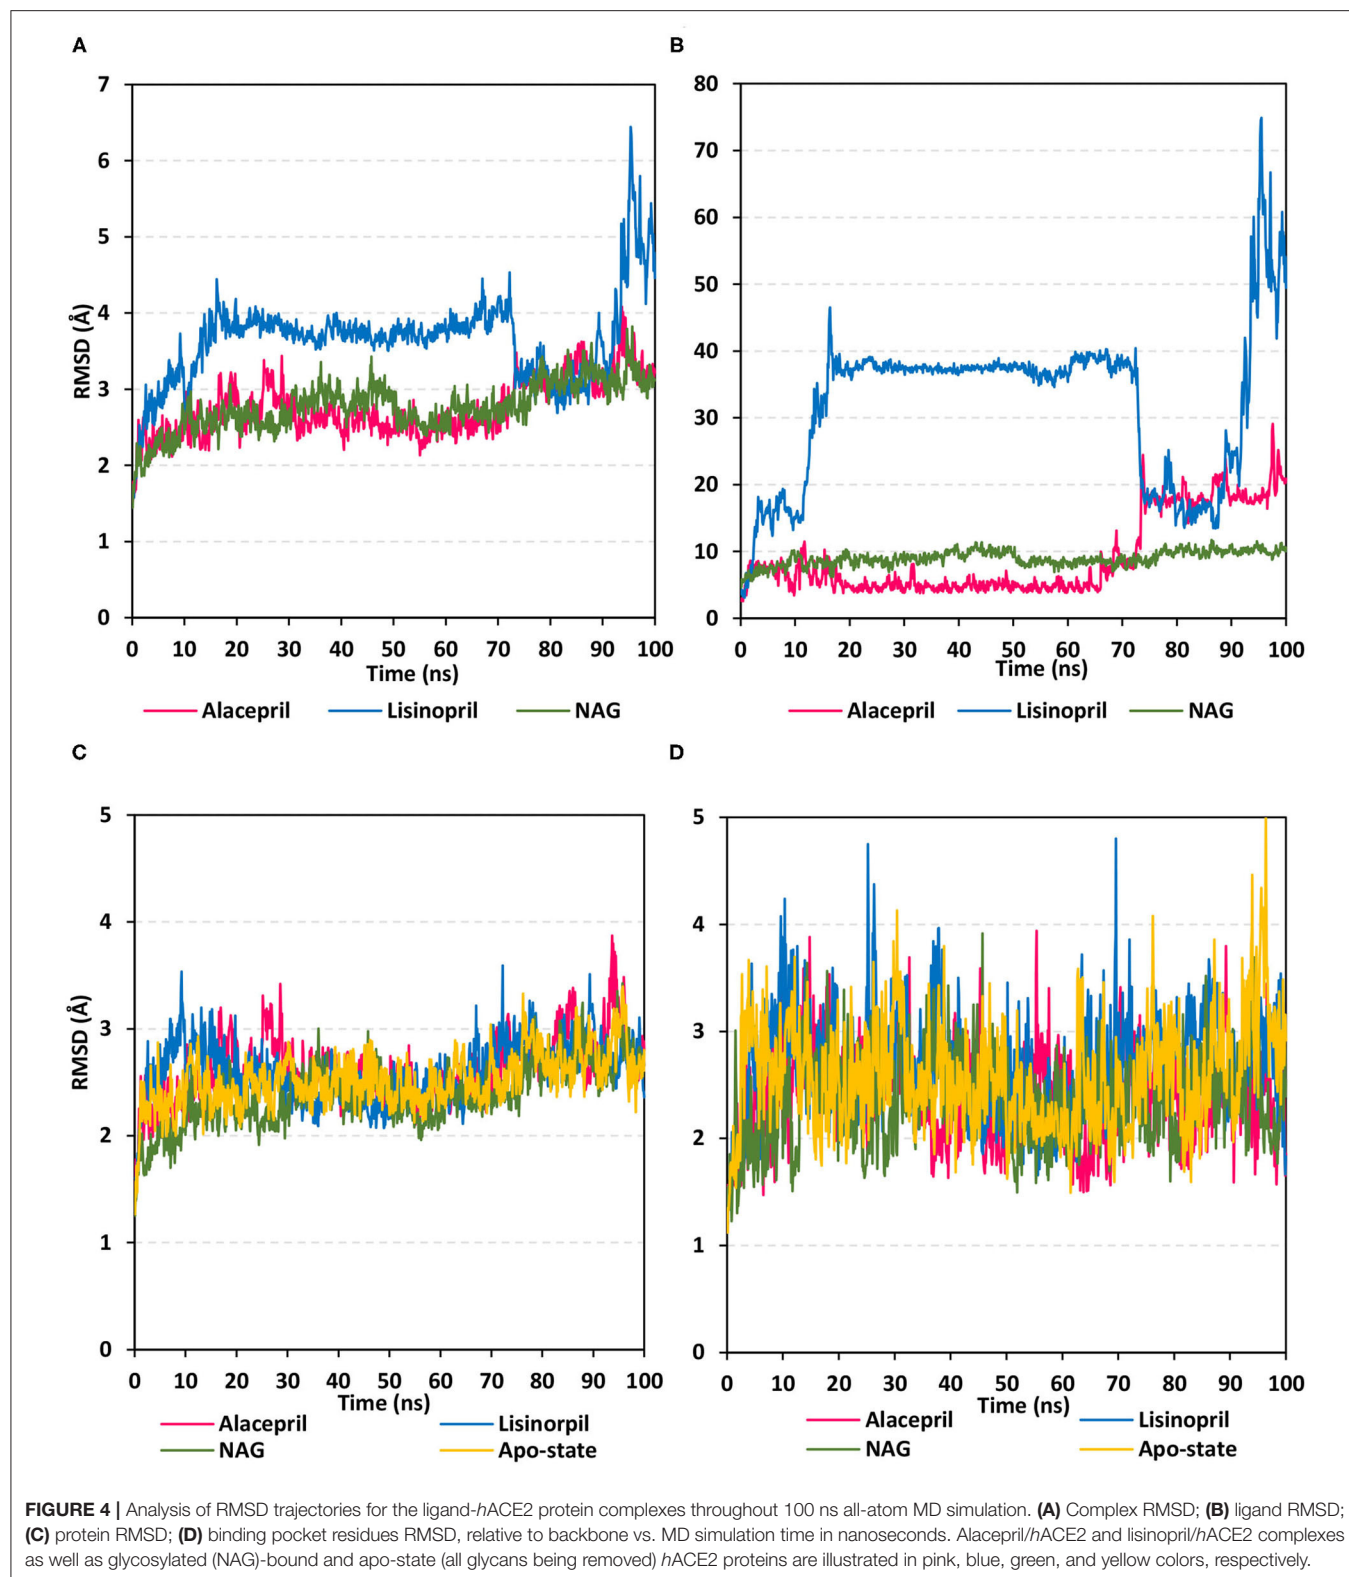 A
7
6
5
4
3
2
1
0
RMSD (Å)
0 10 20 30 40 50 60 70 80 90 100
Time (ns)
Alacepril Lisinopril NAG
B
80
70
60
50
40
30
20
10
0
0 10 20 30 40 50 60 70 80 90 100
Time (ns)
Alacepril Lisinopril NAG
C
5
4
3
2
1
0
RMSD (Å)
0 10 20 30 40 50 60 70 80 90 100
Time (ns)
Alacepril Lisinorpil
NAG Apo-state
D
5
4
3
2
1
0
0 10 20 30 40 50 60 70 80 90 100
Time (ns)
Alacepril Lisinopril
NAG Apo-state
FIGURE 4 | Analysis of RMSD trajectories for the ligand-hACE2 protein complexes throughout 100 ns all-atom MD simulation. (A) Complex RMSD; (B) ligand RMSD;
(C) protein RMSD; (D) binding pocket residues RMSD, relative to backbone vs. MD simulation time in nanoseconds. Alacepril/hACE2 and lisinopril/hACE2 complexes
as well as glycosylated (NAG)-bound and apo-state (all glycans being removed) hACE2 proteins are illustrated in pink, blue, green, and yellow colors, respectively.